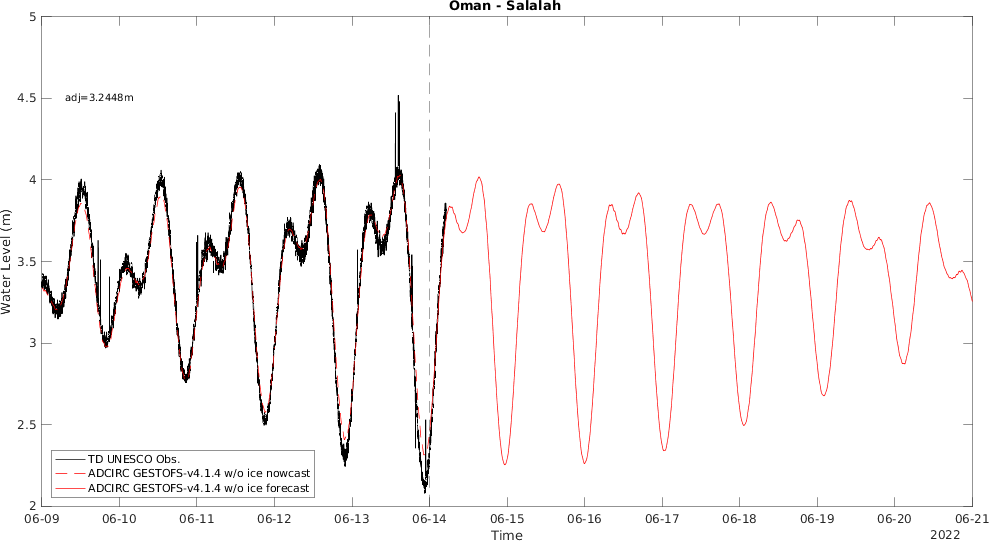 Oman - Salalah
5
4.5
4
3.5
3
2.5
2
Water Level (m)
adj=3.2448m
TD UNESCO Obs.
ADCIRC GESTOFS-v4.1.4 w/o ice nowcast
ADCIRC GESTOFS-v4.1.4 w/o ice forecast
06-09 06-10 06-11 06-12 06-13 06-14 06-15 06-16 06-17 06-18 06-19 06-20 06-21
Time
2022